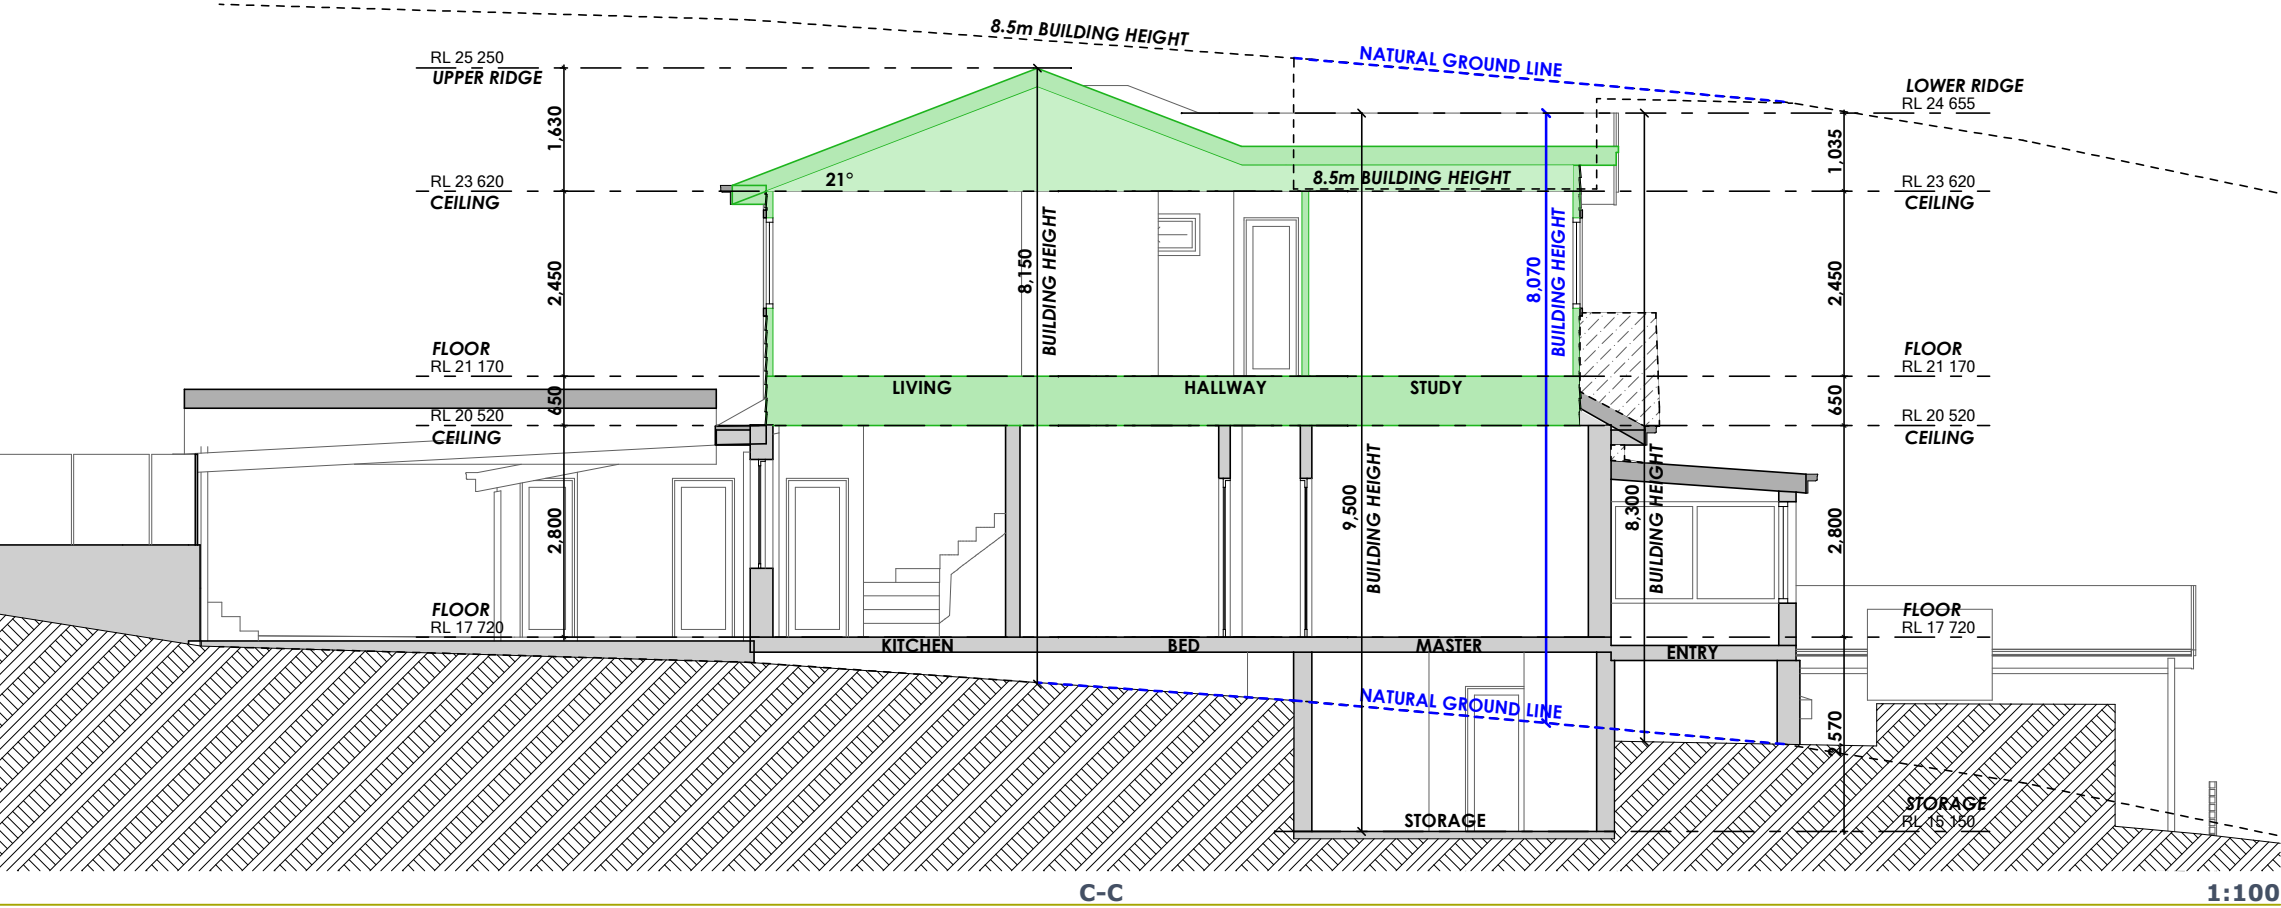 8.5m BUILDING HEIGHT
NATURAL GROUND LINE
RL 25 250
UPPER RIDGE
LOWER RIDGE
RL 24 655
1,630
1,035
21°
8.5m BUILDING HEIGHT
RL 23 620
CEILING
RL 23 620
CEILING
2,450
8,150
BUILDING HEIGHT
8,070
BUILDING HEIGHT
2,450
FLOOR
RL 21 170
FLOOR
RL 21 170
LIVING
HALLWAY
STUDY
650
650
RL 20 520
CEILING
RL 20 520
CEILING
2,800
9,500
BUILDING HEIGHT
8,300
BUILDING HEIGHT
2,800
FLOOR
RL 17 720
FLOOR
RL 17 720
KITCHEN
BED
MASTER
ENTRY
NATURAL GROUND LINE
2,570
STORAGE
STORAGE
RL 15 150
C-C
1:100